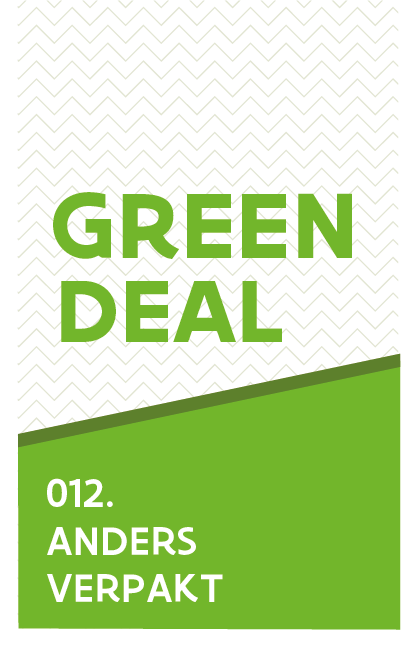 GREEN
DEAL
012.
ANDERS
VERPAKT